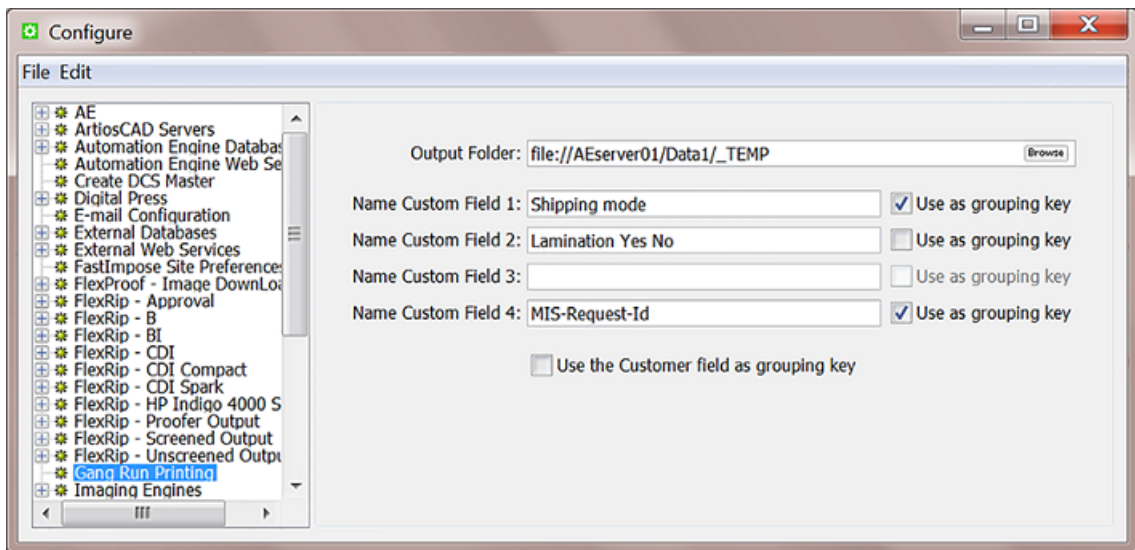 Configure
File Edit
AE
ArtiosCAD Servers
Automation Engine Databas
Automation Engine Web Se
Create DCS Master
Digital Press
E-mail Configuration
External Databases
External Web Services
FastImpose Site Preferences
FlexProof - Image DownLoa
FlexRip - Approval
FlexRip - B
FlexRip - BI
FlexRip - CDI
FlexRip - CDI Compact
FlexRip - CDI Spark
FlexRip - HP Indigo 4000 S
FlexRip - Proofer Output
FlexRip - Screened Output
FlexRip - Unscreened Outpu
Gang Run Printing
Imaging Engines
Output Folder: file://AEserver01/Data1/_TEMP Browse
Name Custom Field 1: Shipping mode Use as grouping key
Name Custom Field 2: Lamination Yes No Use as grouping key
Name Custom Field 3: Use as grouping key
Name Custom Field 4: MIS-Request-Id Use as grouping key
Use the Customer field as grouping key